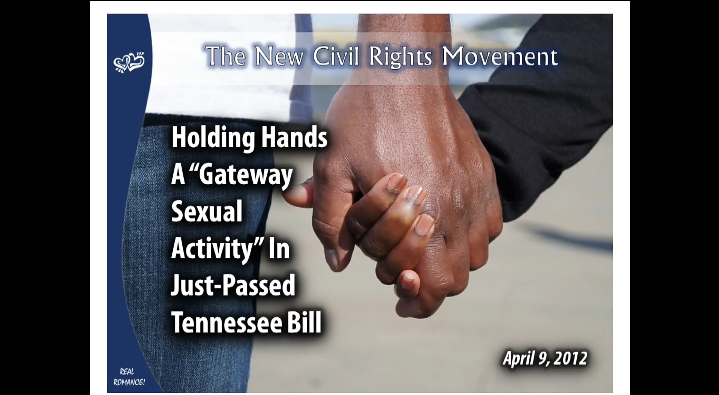 The New Civil Rights Movement
Holding Hands
A “Gateway
Sexual
Activity” In
Just-Passed
Tennessee Bill
April 9, 2012
REAL
ROMANCE!